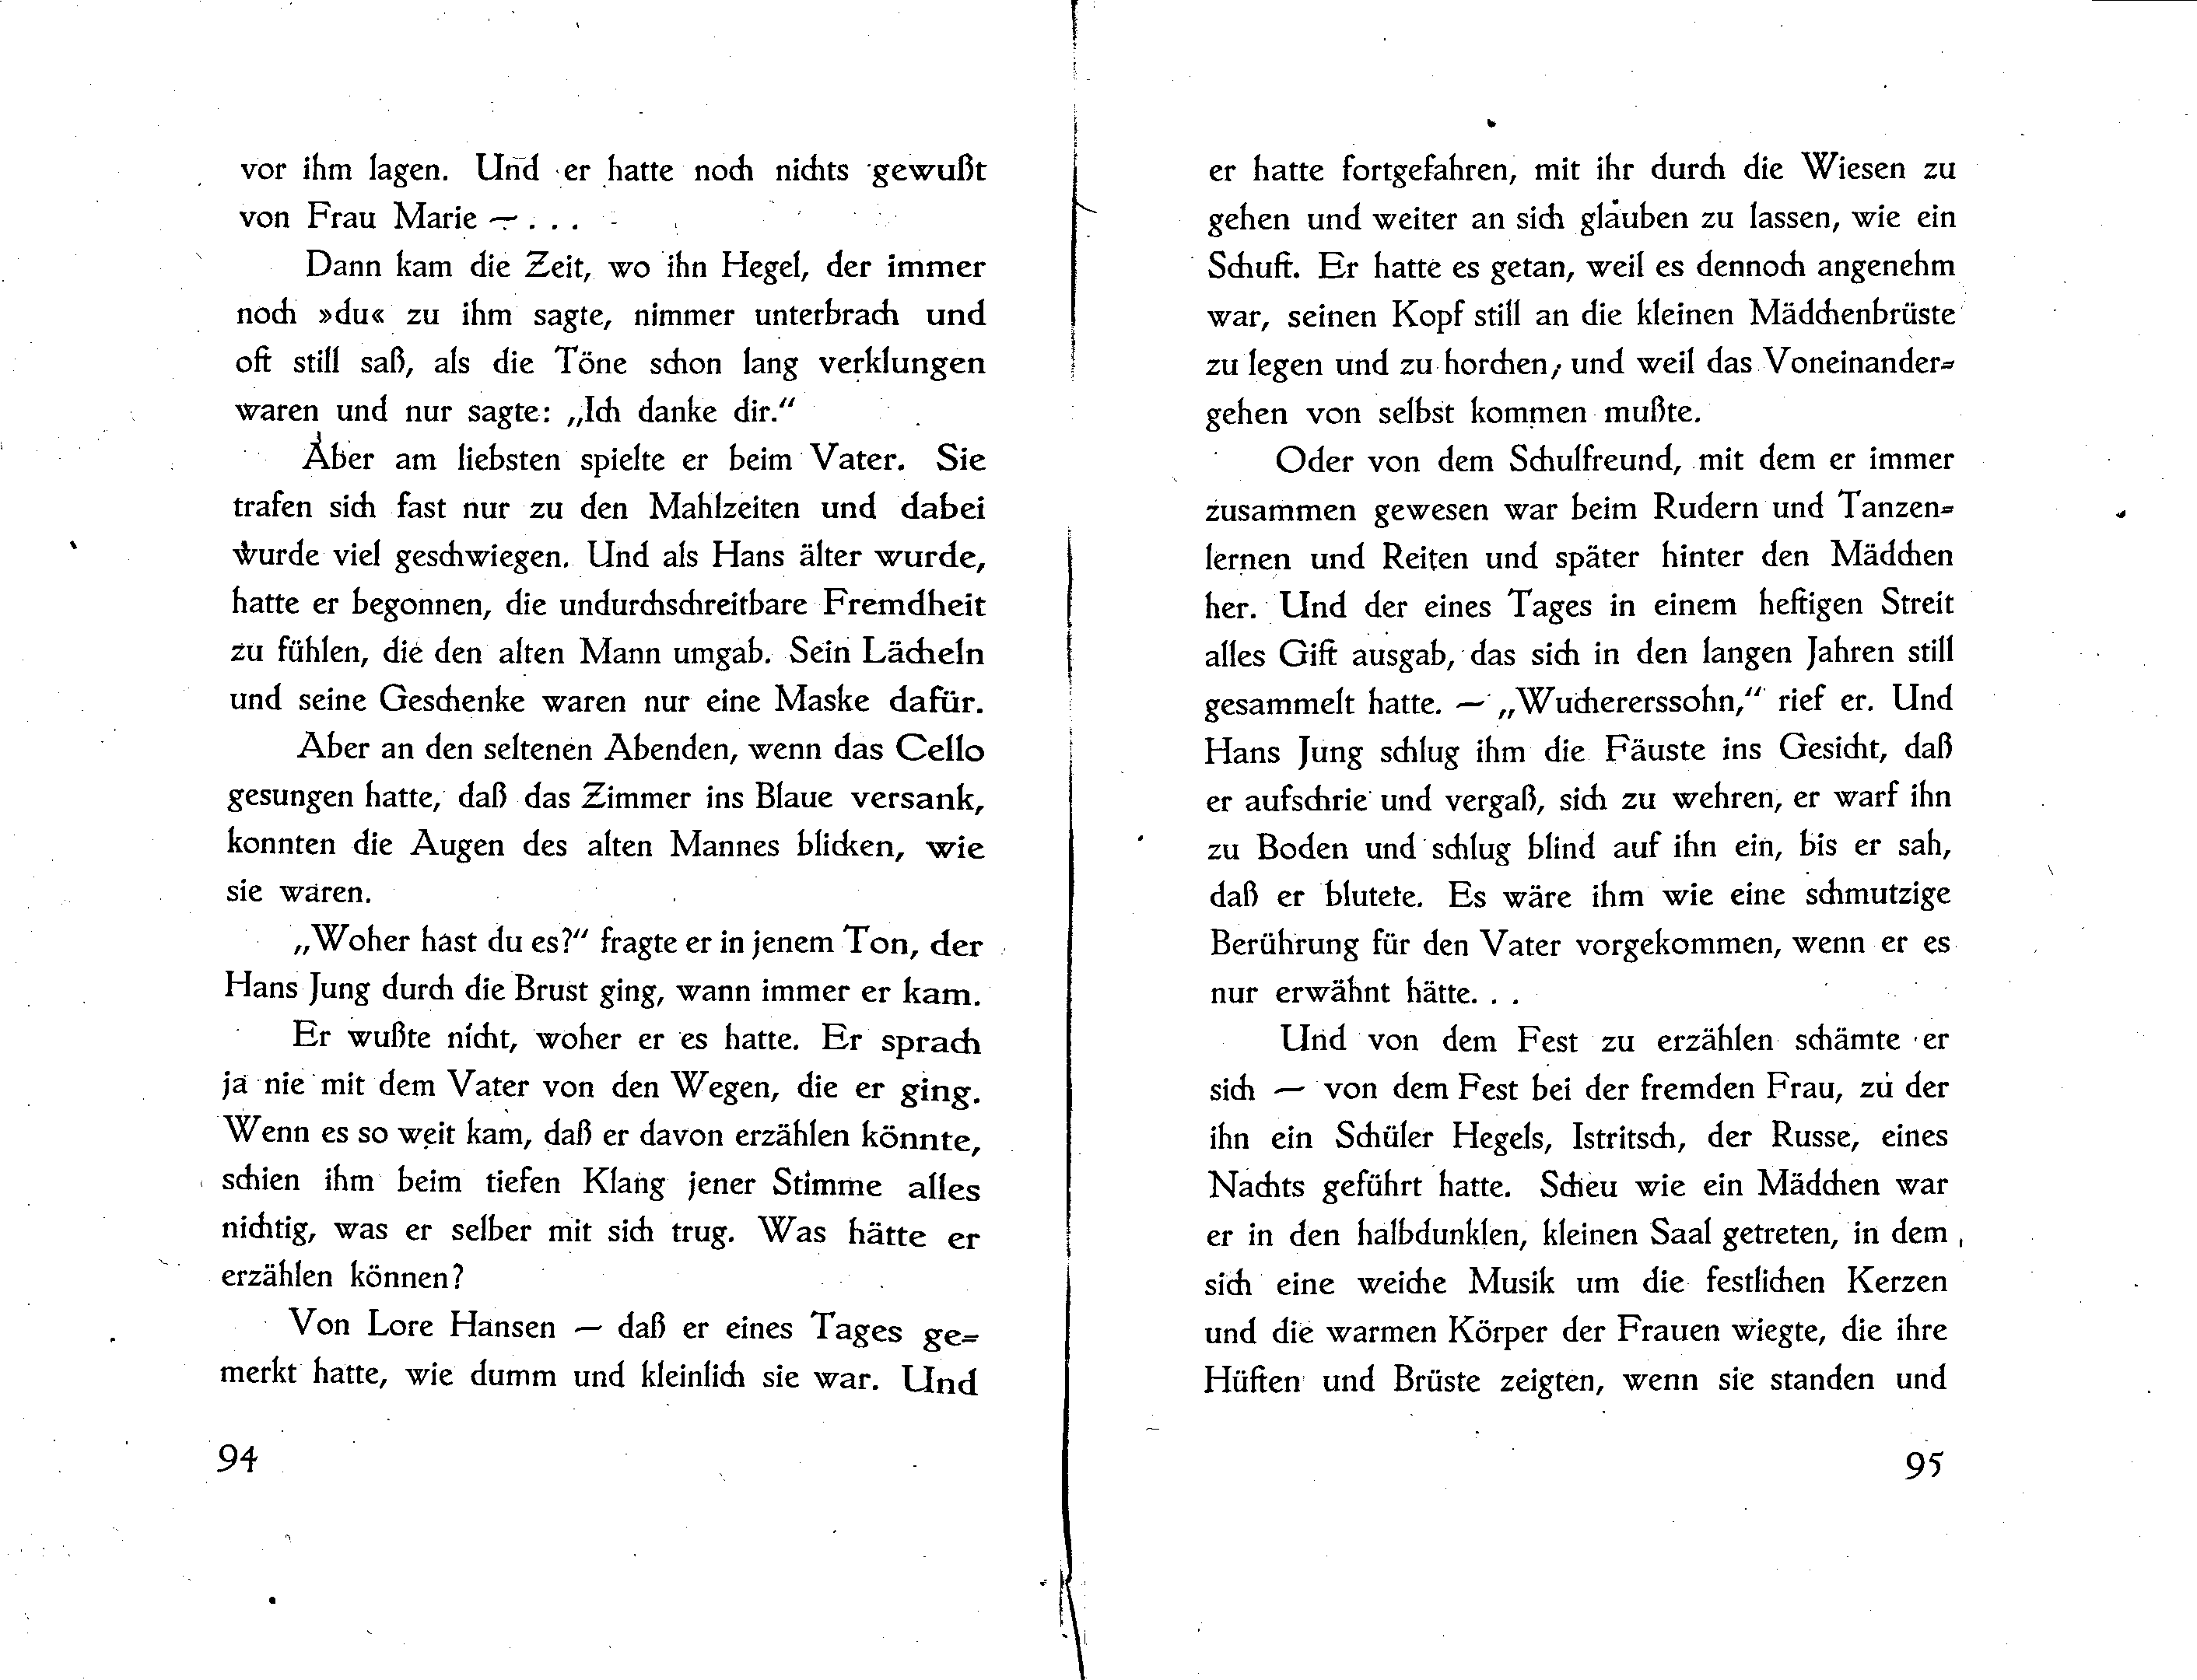 vor ihm lagen. Und er hatte noch nichts gewußt
von Frau Marie — . . .
Dann kam die Zeit, wo ihn Hegel, der immer
noch »du« zu ihm sagte, nimmer unterbrach und
oft still saß, als die Töne schon lang verklungen
waren und nur sagte: „Ich danke dir.“
Aber am liebsten spielte er beim Vater. Sie
trafen sich fast nur zu den Mahlzeiten und dabei
wurde viel geschwiegen. Und als Hans älter wurde,
hatte er begonnen, die undurchschreitbare Fremdheit
zu fühlen, die den alten Mann umgab. Sein Lächeln
und seine Geschenke waren nur eine Maske dafür.
Aber an den seltenen Abenden, wenn das Cello
gesungen hatte, daß das Zimmer ins Blaue versank,
konnten die Augen des alten Mannes blicken, wie
sie waren.
„Woher hast du es?“ fragte er in jenem Ton, der
Hans Jung durch die Brust ging, wann immer er kam.
Er wußte nicht, woher er es hatte. Er sprach
ja nie mit dem Vater von den Wegen, die er ging.
Wenn es so weit kam, daß er davon erzählen könnte,
schien ihm beim tiefen Klang jener Stimme alles
nichtig, was er selber mit sich trug. Was hätte er
erzählen können?
Von Lore Hansen — daß er eines Tages ge=
merkt hatte, wie dumm und kleinlich sie war. Und
94
er hatte fortgefahren, mit ihr durch die Wiesen zu
gehen und weiter an sich glauben zu lassen, wie ein
Schuft. Er hatte es getan, weil es dennoch angenehm
war, seinen Kopf still an die kleinen Mädchenbrüste
zu legen und zu horchen, und weil das Voneinander=
gehen von selbst kommen mußte.
Oder von dem Schulfreund, mit dem er immer
zusammen gewesen war beim Rudern und Tanzen=
lernen und Reiten und später hinter den Mädchen
her. Und der eines Tages in einem heftigen Streit
alles Gift ausgab, das sich in den langen Jahren still
gesammelt hatte. — „Wucherersohn,“ rief er. Und
Hans Jung schlug ihm die Fäuste ins Gesicht, daß
er aufschrie und vergaß, sich zu wehren, er warf ihn
zu Boden und schlug blind auf ihn ein, bis er sah,
daß er blutete. Es wäre ihm wie eine schmutzige
Berührung für den Vater vorgekommen, wenn er es
nur erwähnt hätte. . .
Und von dem Fest zu erzählen schämte er
sich — von dem Fest bei der fremden Frau, zu der
ihn ein Schüler Hegels, Istritsch, der Russe, eines
Nachts geführt hatte. Scheu wie ein Mädchen war
er in den halbdunklen, kleinen Saal getreten, in dem
sich eine weiche Musik um die festlichen Kerzen
und die warmen Körper der Frauen wiegte, die ihre
Hüften und Brüste zeigten, wenn sie standen und
95